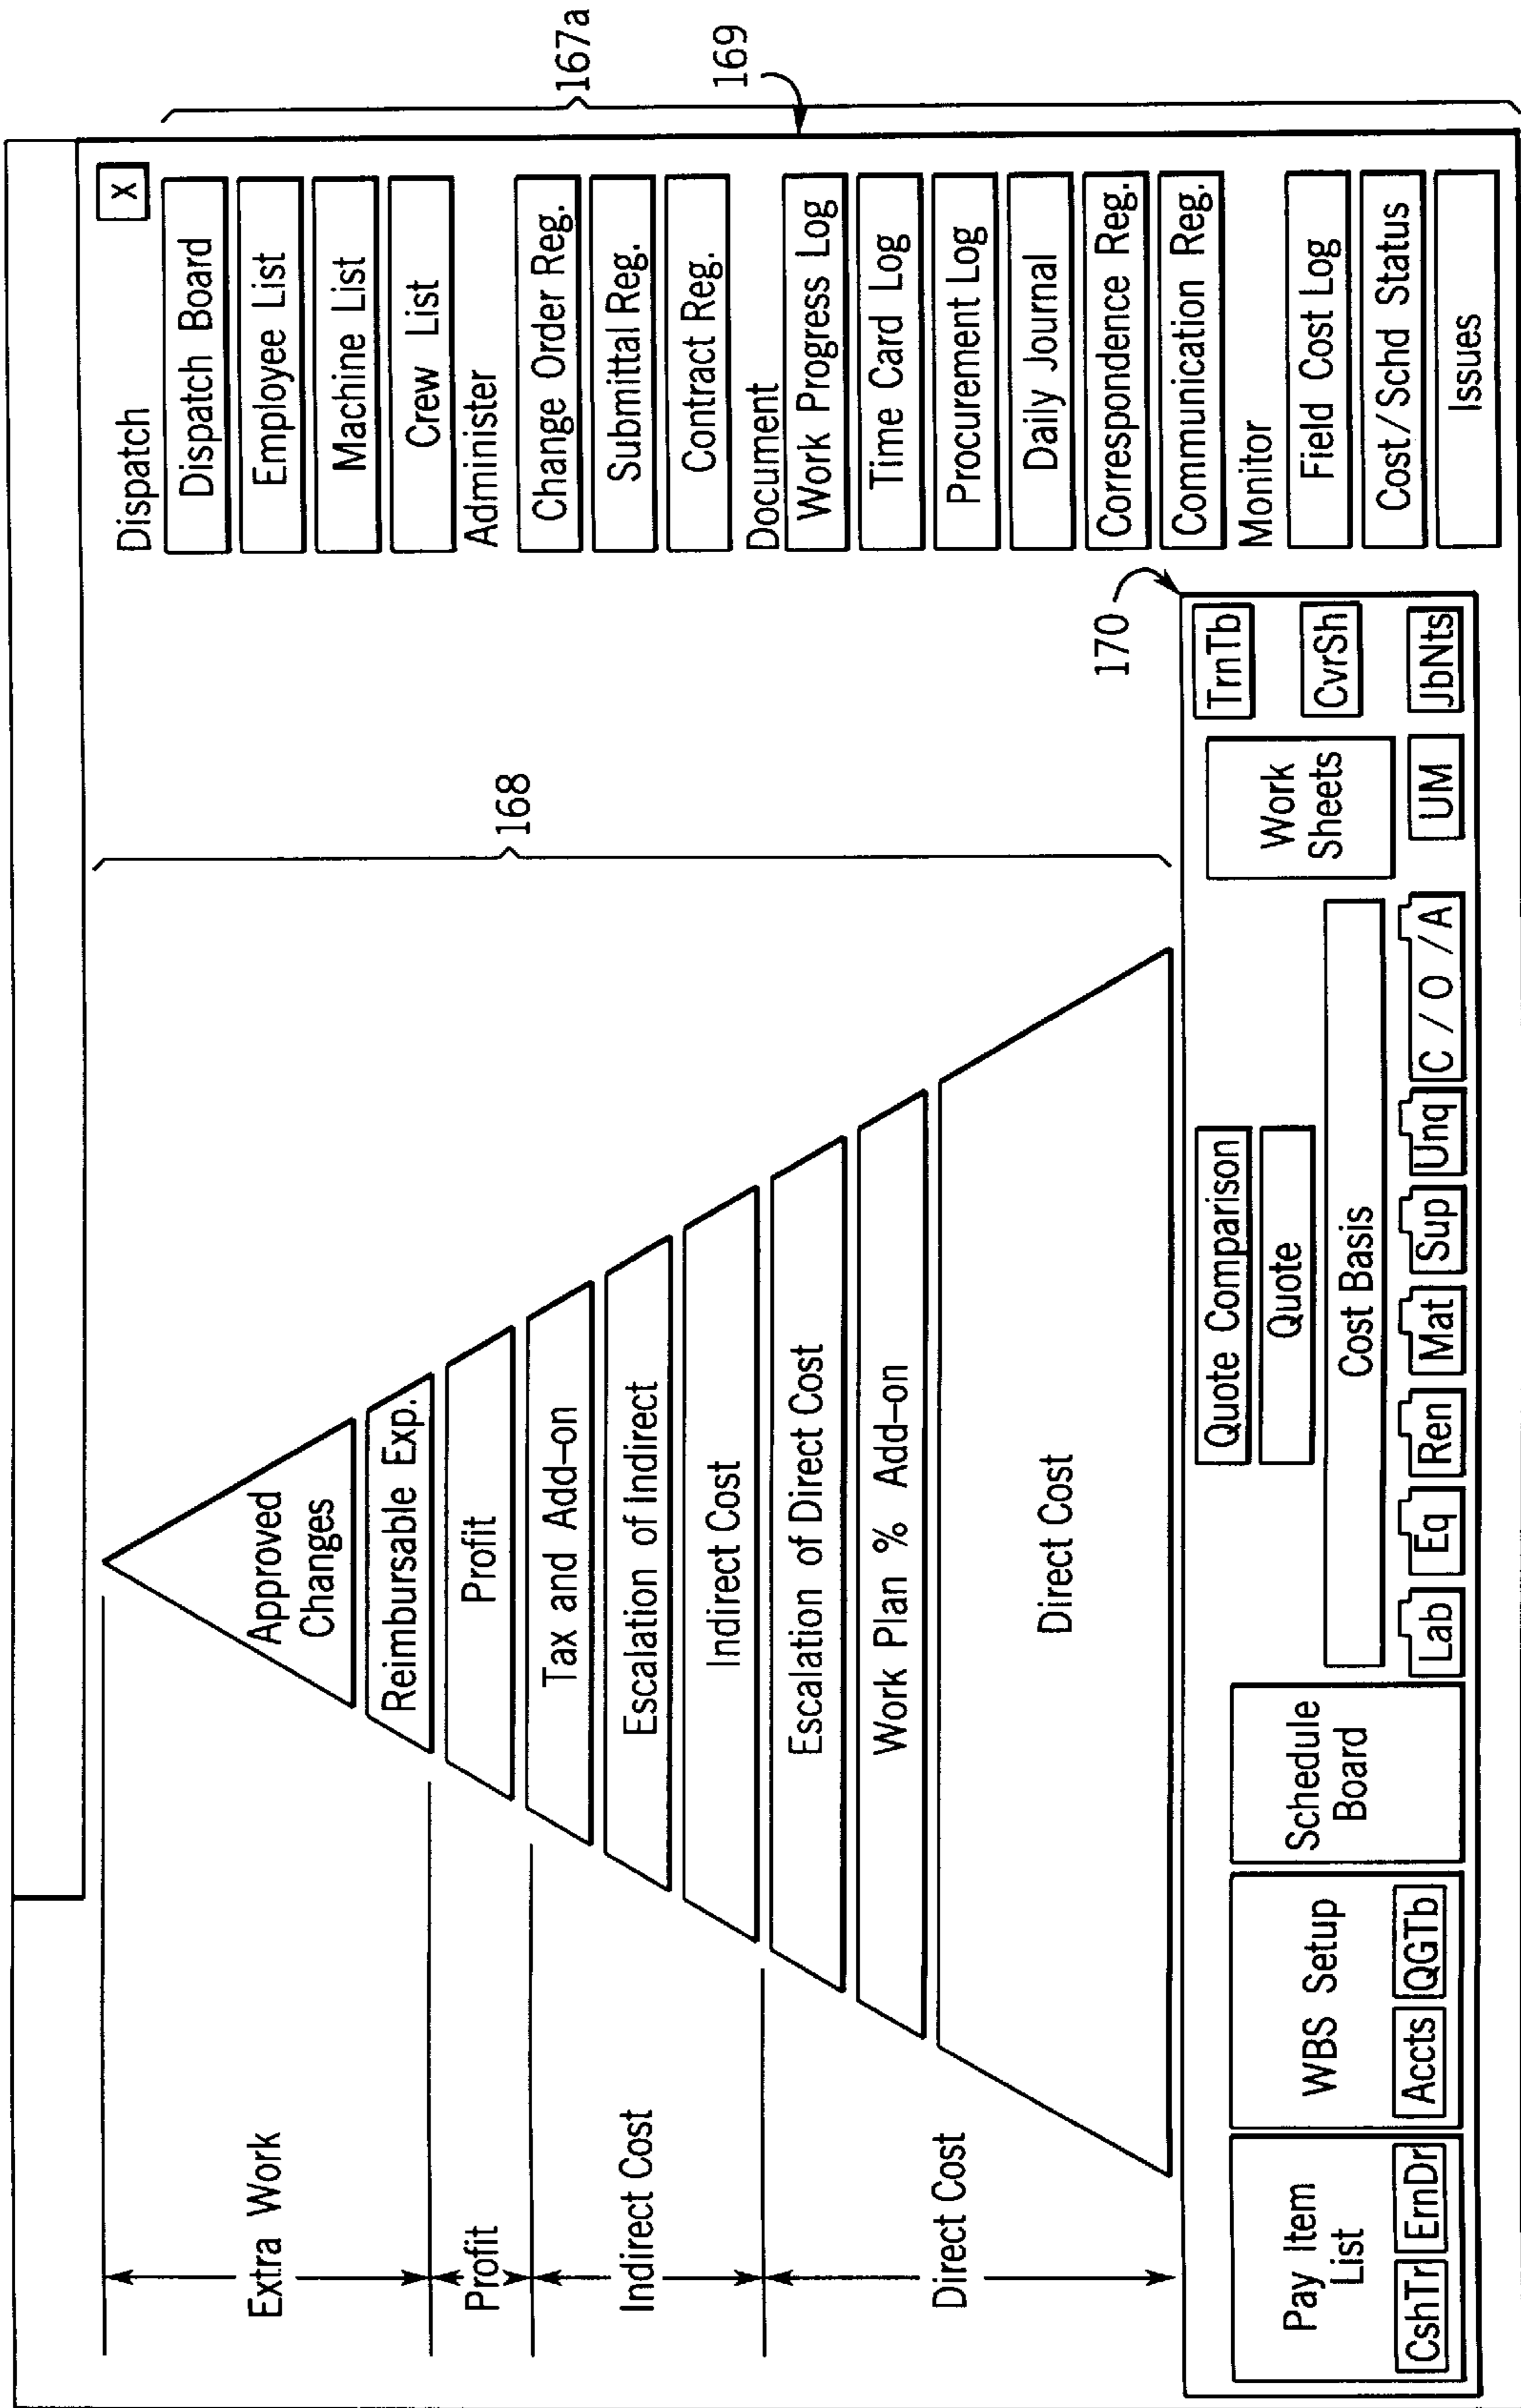 167a
169
x
Dispatch
Dispatch Board
Employee List
Machine List
Crew List
Administer
Change Order Reg.
Submittal Reg.
Contract Reg.
Document
Work Progress Log
Time Card Log
Procurement Log
Daily Journal
Correspondence Reg.
Communication Reg.
Monitor
Field Cost Log
Cost/Schd Status
Issues
168
Extra Work
Profit
Indirect Cost
Direct Cost
Approved
Changes
Reimbursable Exp.
Profit
Tax and Add-on
Escalation of Indirect
Indirect Cost
Escalation of Direct Cost
Work Plan % Add-on
Direct Cost
170
Pay Item
List
CshTr ErnDr
WBS Setup
Accts QGTb
Schedule
Board
Quote Comparison
Quote
Cost Basis
Lab Eq Ren Mat Sup Unq C / O / A
Work
Sheets
UM
TrnTb
CvrSh
JbNts